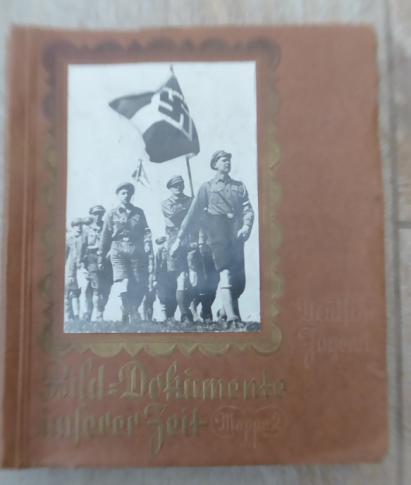 Deutsche
Jugend
Bild=Dokumente
unserer Zeit
Mappe 2